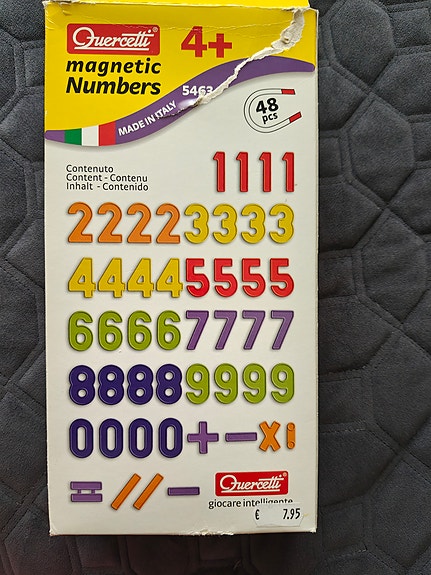 Quercetti®
4+
magnetic
Numbers
5463
MADE IN ITALY
48
pcs
Contenuto
Content - Contenu
Inhalt - Contenido
1111
22223333
44445555
66667777
88889999
0000+-x:
=//-
Quercetti®
giocare intelligente
€ 7.95